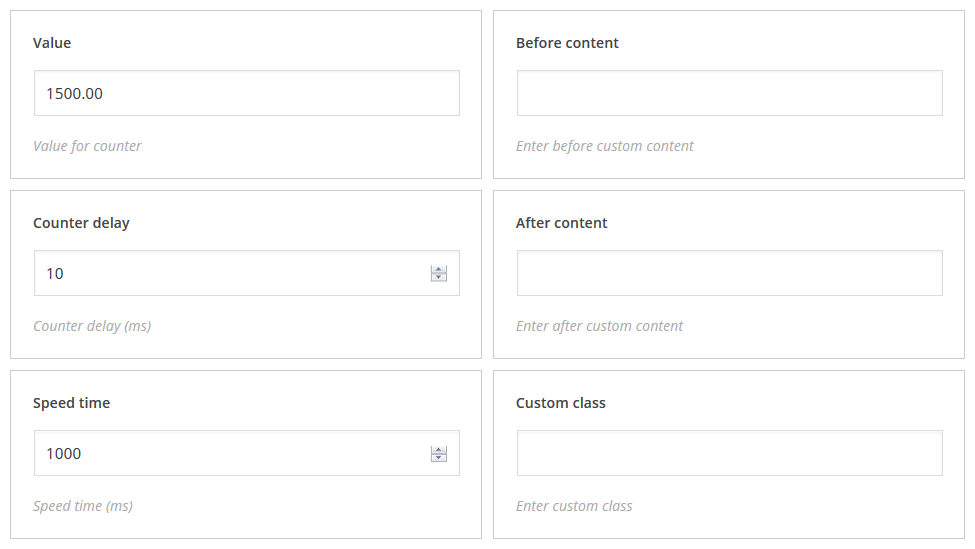 Value
1500.00
Value for counter
Before content
Enter before custom content
Counter delay
10
Counter delay (ms)
After content
Enter after custom content
Speed time
1000
Speed time (ms)
Custom class
Enter custom class